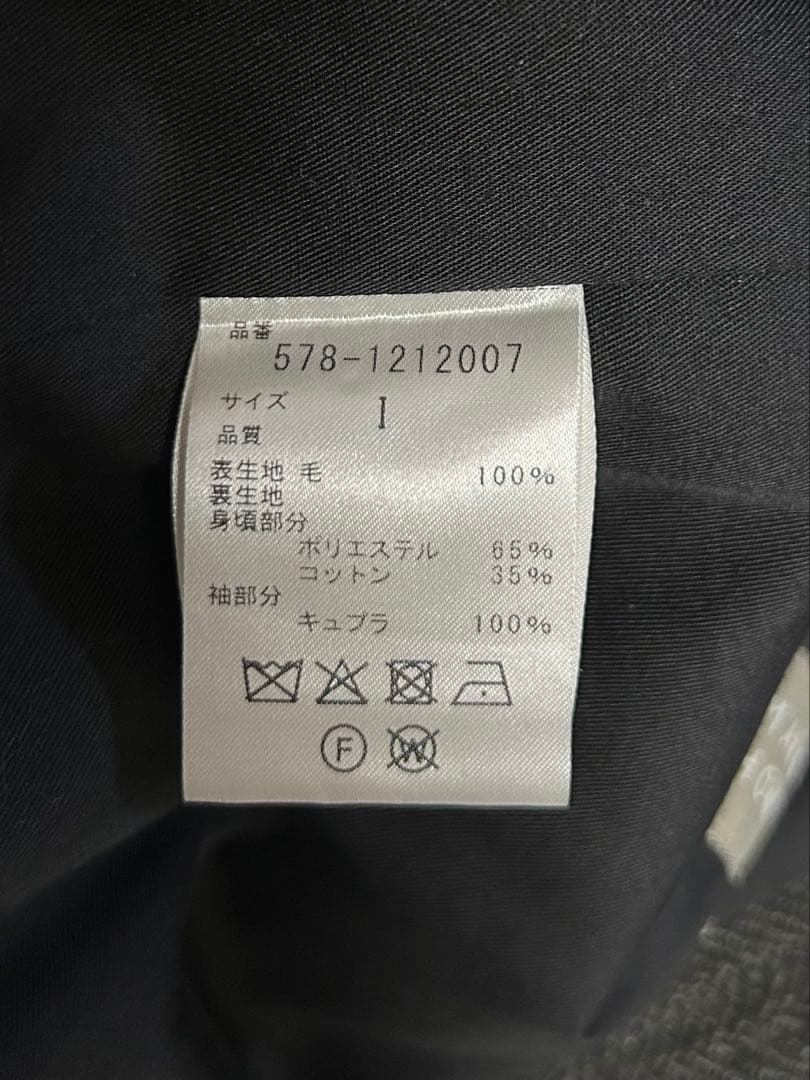 品番
578-1212007
サイズ I
品質
表生地 毛 100%
裏生地
身頃部分
ポリエステル 65%
コットン 35%
袖部分
キュプラ 100%
F W